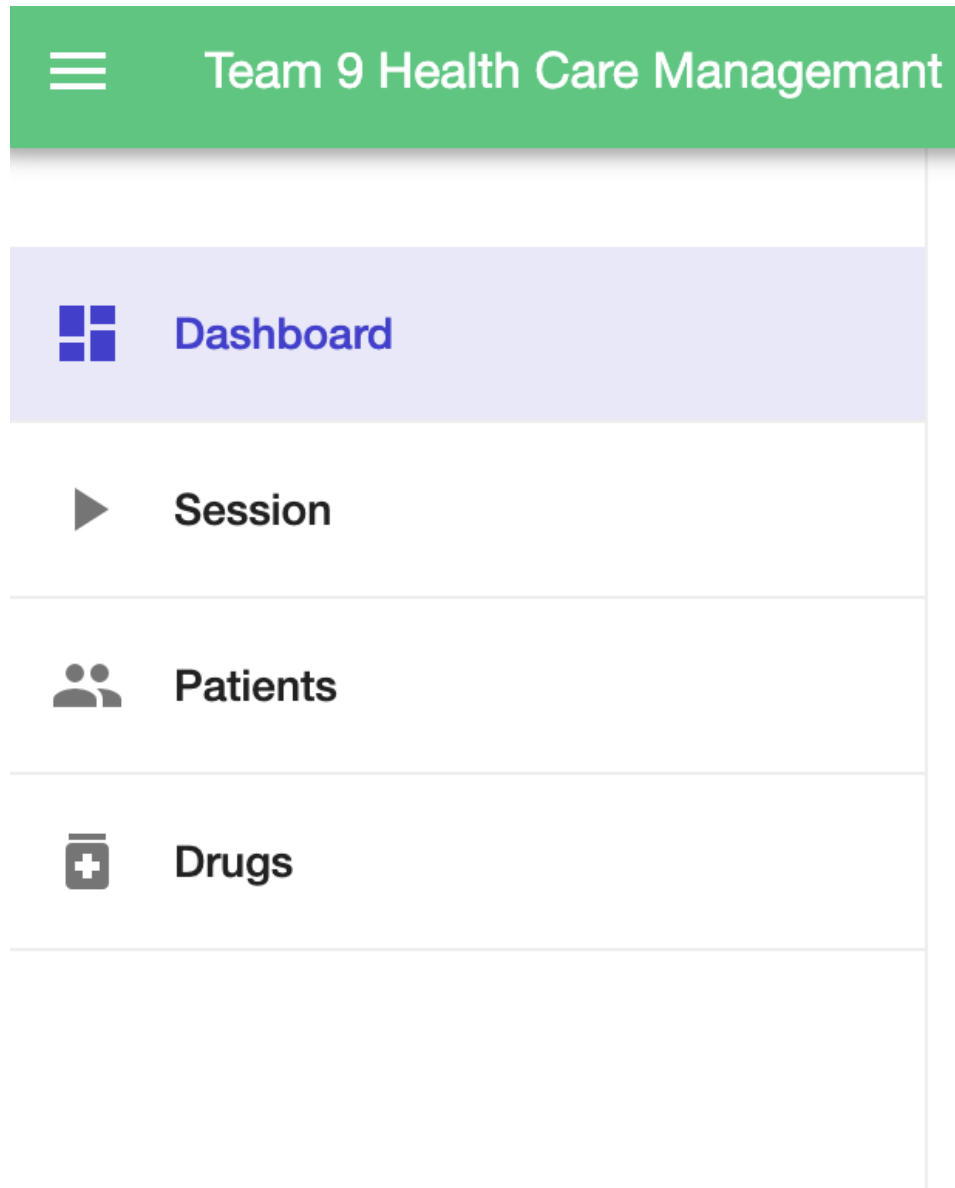 Team 9 Health Care Managemant
Dashboard
Session
Patients
Drugs